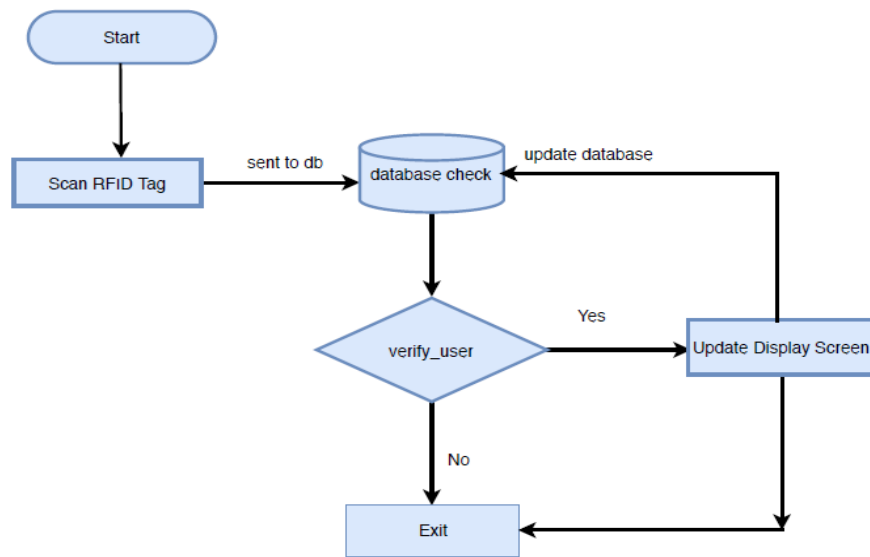 Start
Scan RFID Tag
sent to db
database check
update database
verify_user
Yes
Update Display Screen
No
Exit